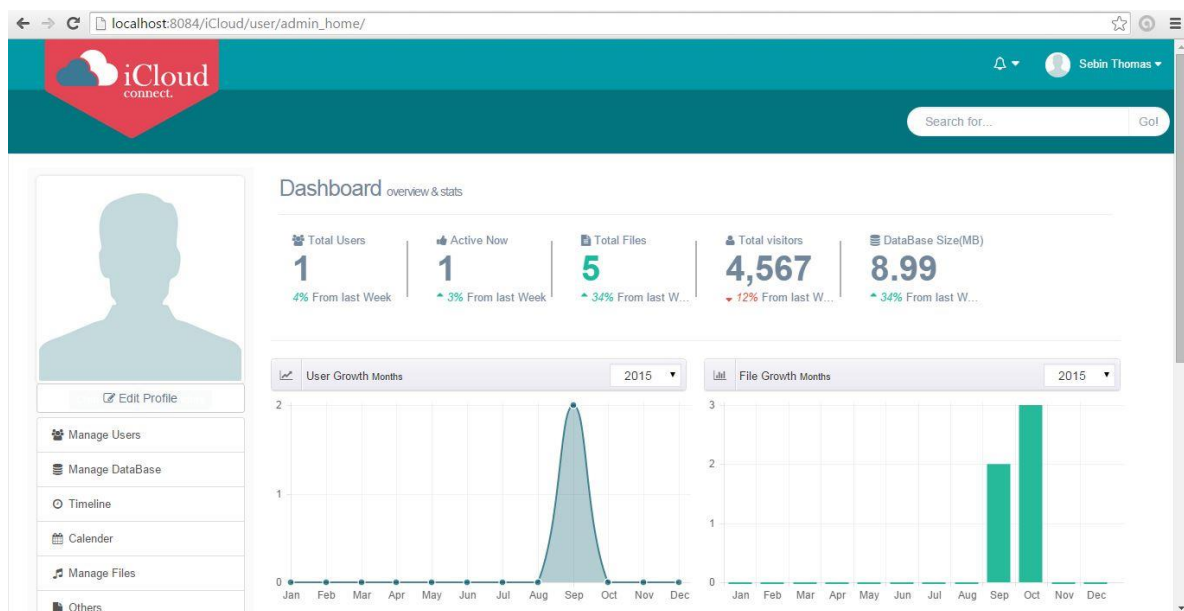 localhost:8084/iCloud/user/admin_home/
iCloud
connect.
Sebin Thomas
Search for...
Go!
Dashboard overview & stats
Total Users
1
4% From last Week
Active Now
1
3% From last Week
Total Files
5
34% From last W...
Total visitors
4,567
12% From last W...
DataBase Size(MB)
8.99
34% From last W...
Edit Profile
Manage Users
Manage DataBase
Timeline
Calender
Manage Files
Others
User Growth Months
2015
2
1
0
Jan Feb Mar Apr May Jun Jul Aug Sep Oct Nov Dec
File Growth Months
2015
3
2
1
0
Jan Feb Mar Apr May Jun Jul Aug Sep Oct Nov Dec